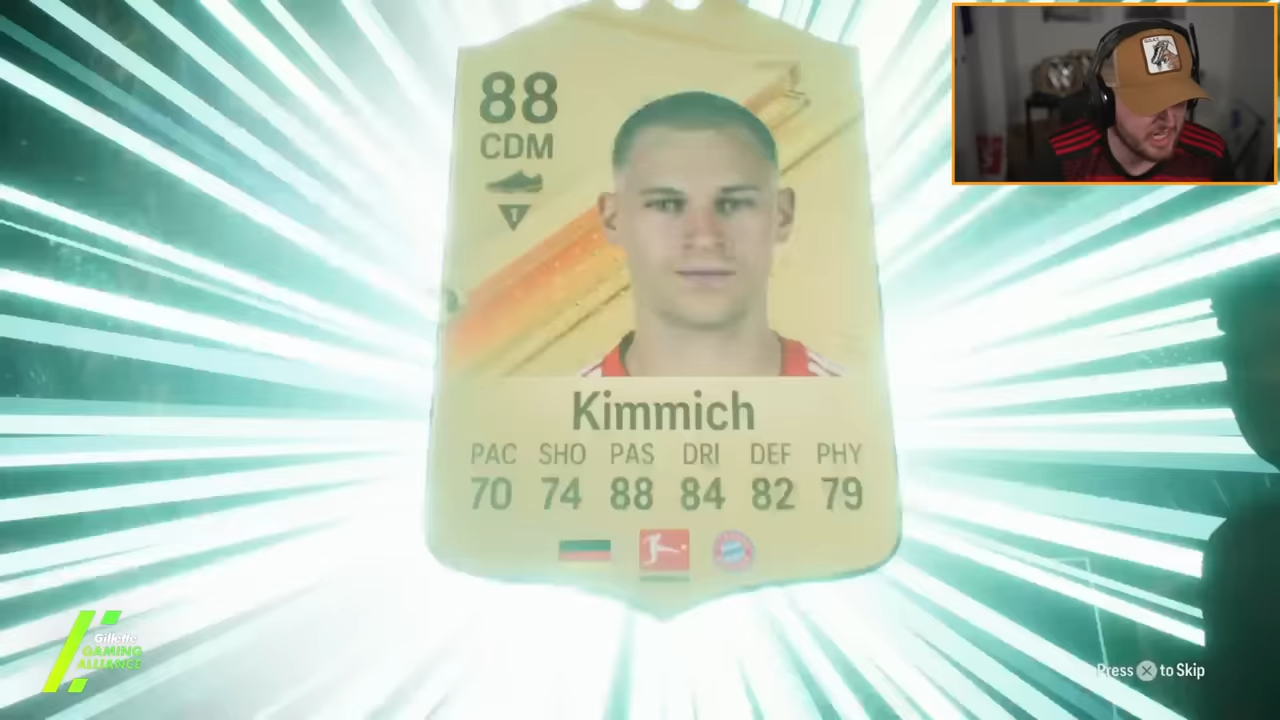 88
CDM
1
Kimmich
PAC SHO PAS DRI DEF PHY
70 74 88 84 82 79
Gillette
GAMING
ALLIANCE
Press X to Skip